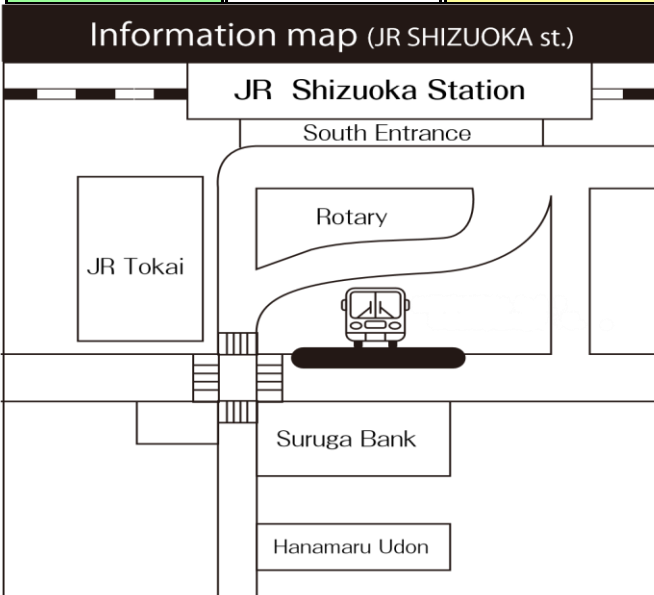 Information map (JR SHIZUOKA st.)
JR Shizuoka Station
South Entrance
Rotary
JR Tokai
Suruga Bank
Hanamaru Udon